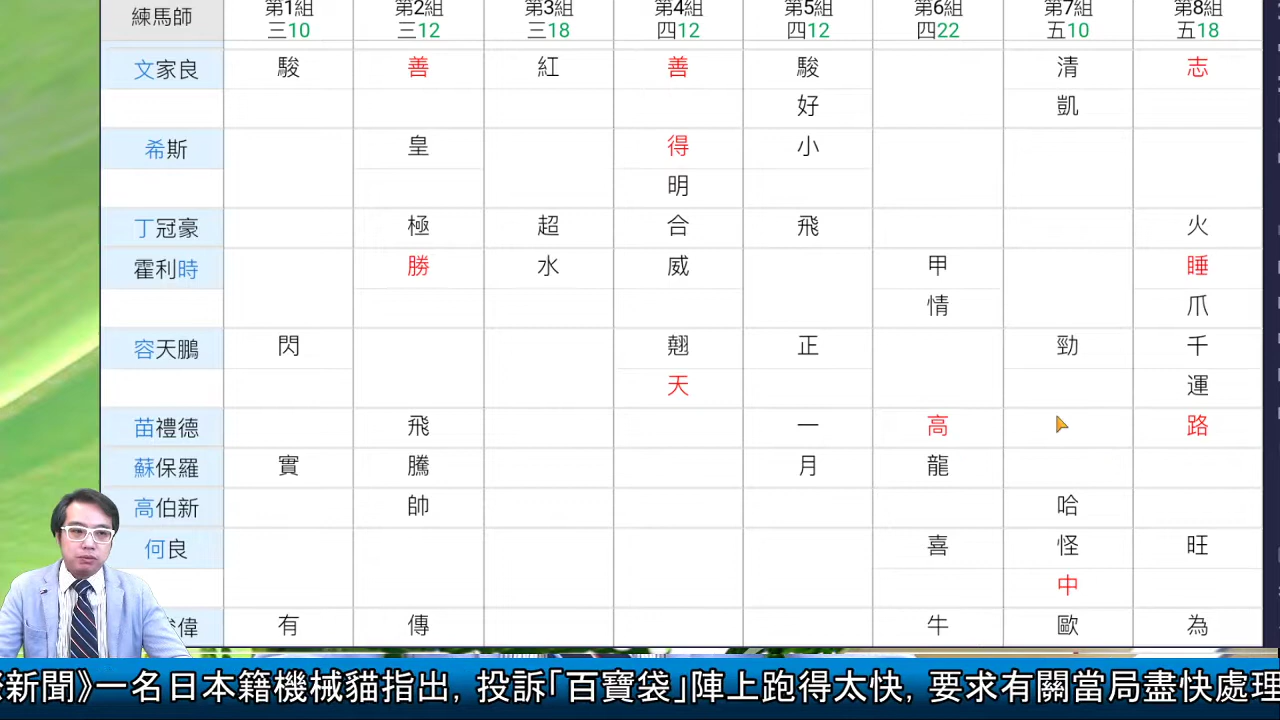 練馬師 第1組 第2組 第3組 第4組 第5組 第6組 第7組 第8組
三10 三12 三18 四12 四12 四22 五10 五18
文家良 駿 善 紅 善 駿 清 志
好 凱
希斯 皇 得 小
明
丁冠豪 極 超 合 飛 火
霍利時 勝 水 威 甲 睡
情 爪
容天鵬 閃 翹 正 勁 千
天 運
苗禮德 飛 一 高 路
蘇保羅 實 騰 月 龍
高伯新 帥 哈
何良 喜 怪 旺
中
偉 有 傳 牛 歐 為
新聞》一名日本籍機械貓指出, 投訴「百寶袋」陣上跑得太快, 要求有關當局盡快處理